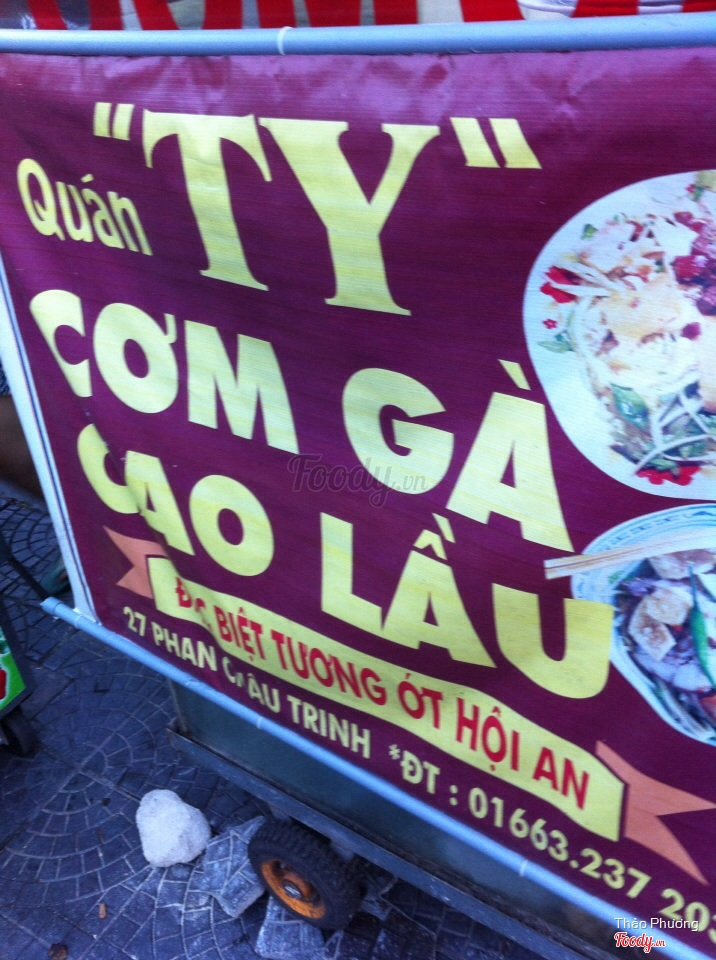 Quán "TY"
CƠM GÀ
CAO LẦU
ĐẶC BIỆT TƯƠNG ỚT HỘI AN
27 PHAN CHÂU TRINH *ĐT : 01663.237 203
Foody.vn
Thảo Phương
Foody.vn